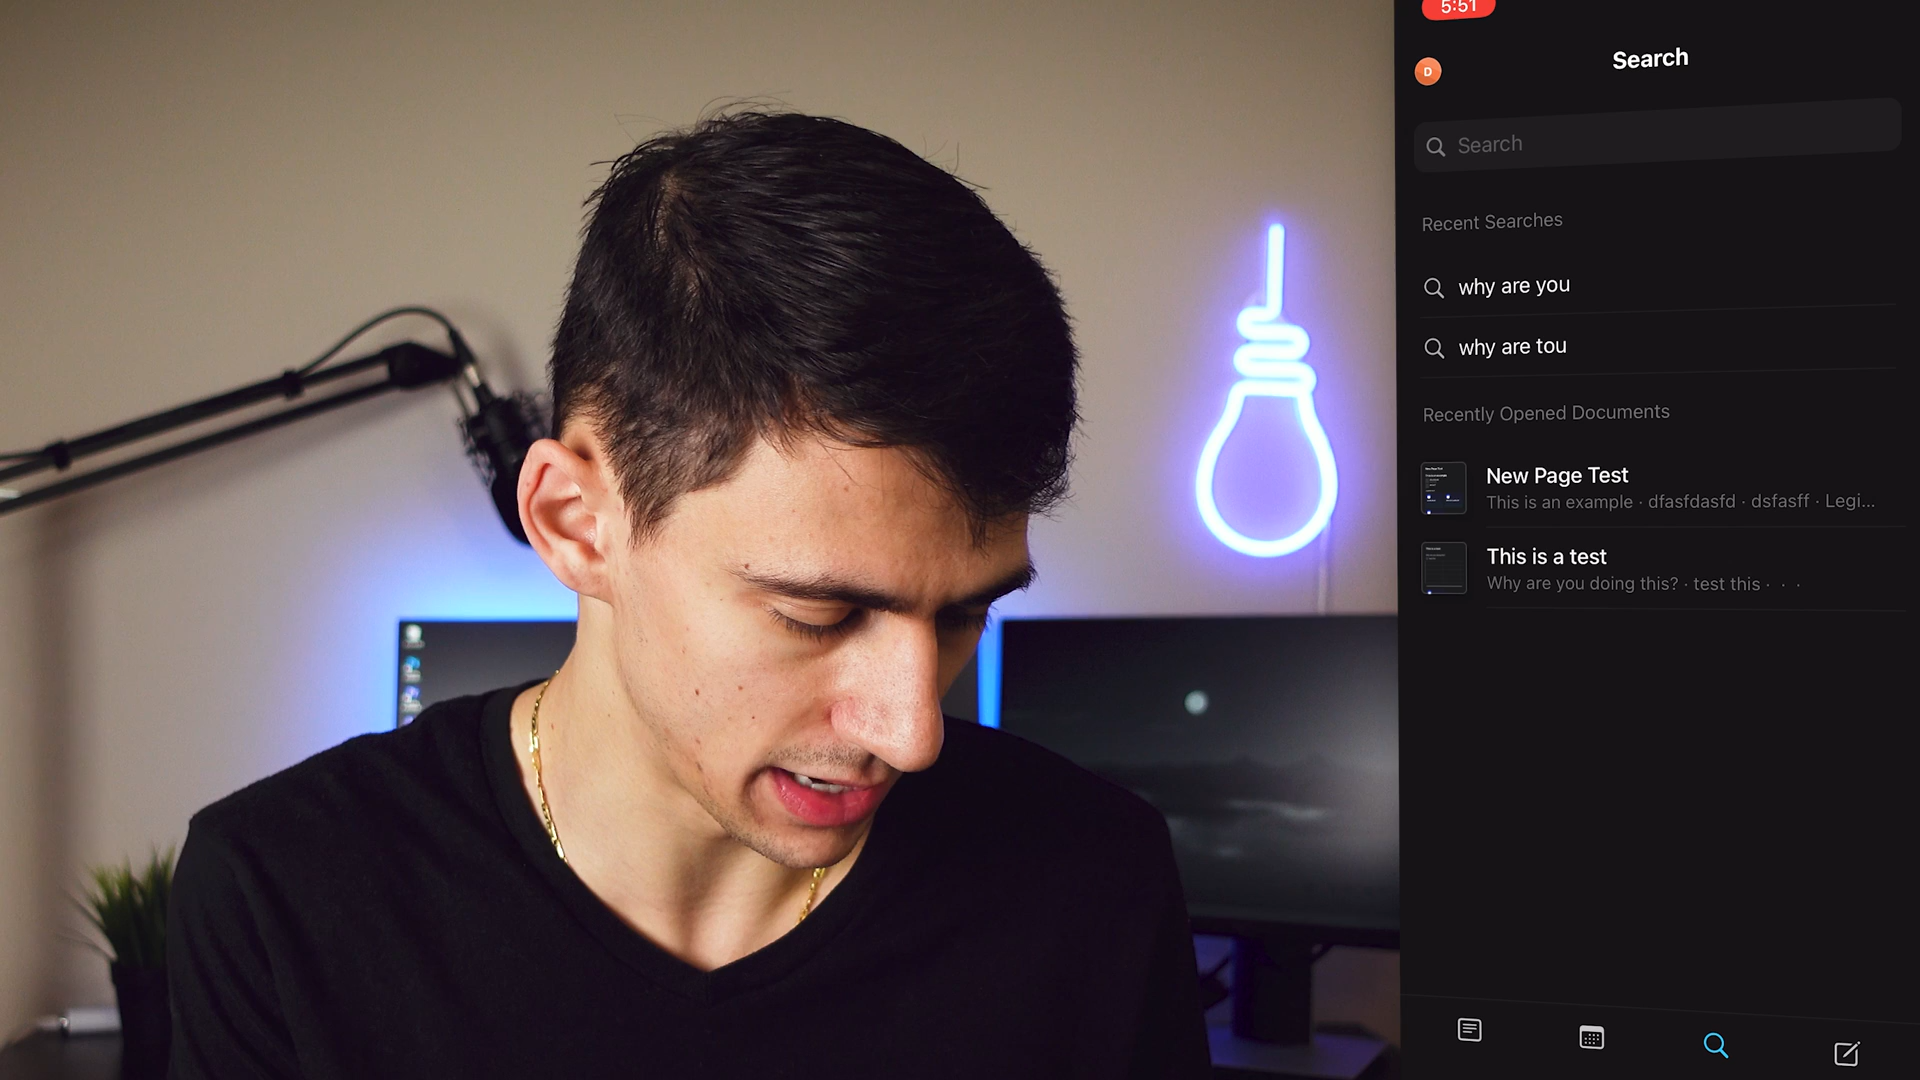 5:51
D
Search
Search
Recent Searches
why are you
why are tou
Recently Opened Documents
New Page Test
This is an example · dfasfdasfd · dsfasff · Legi...
This is a test
Why are you doing this? · test this · · ·